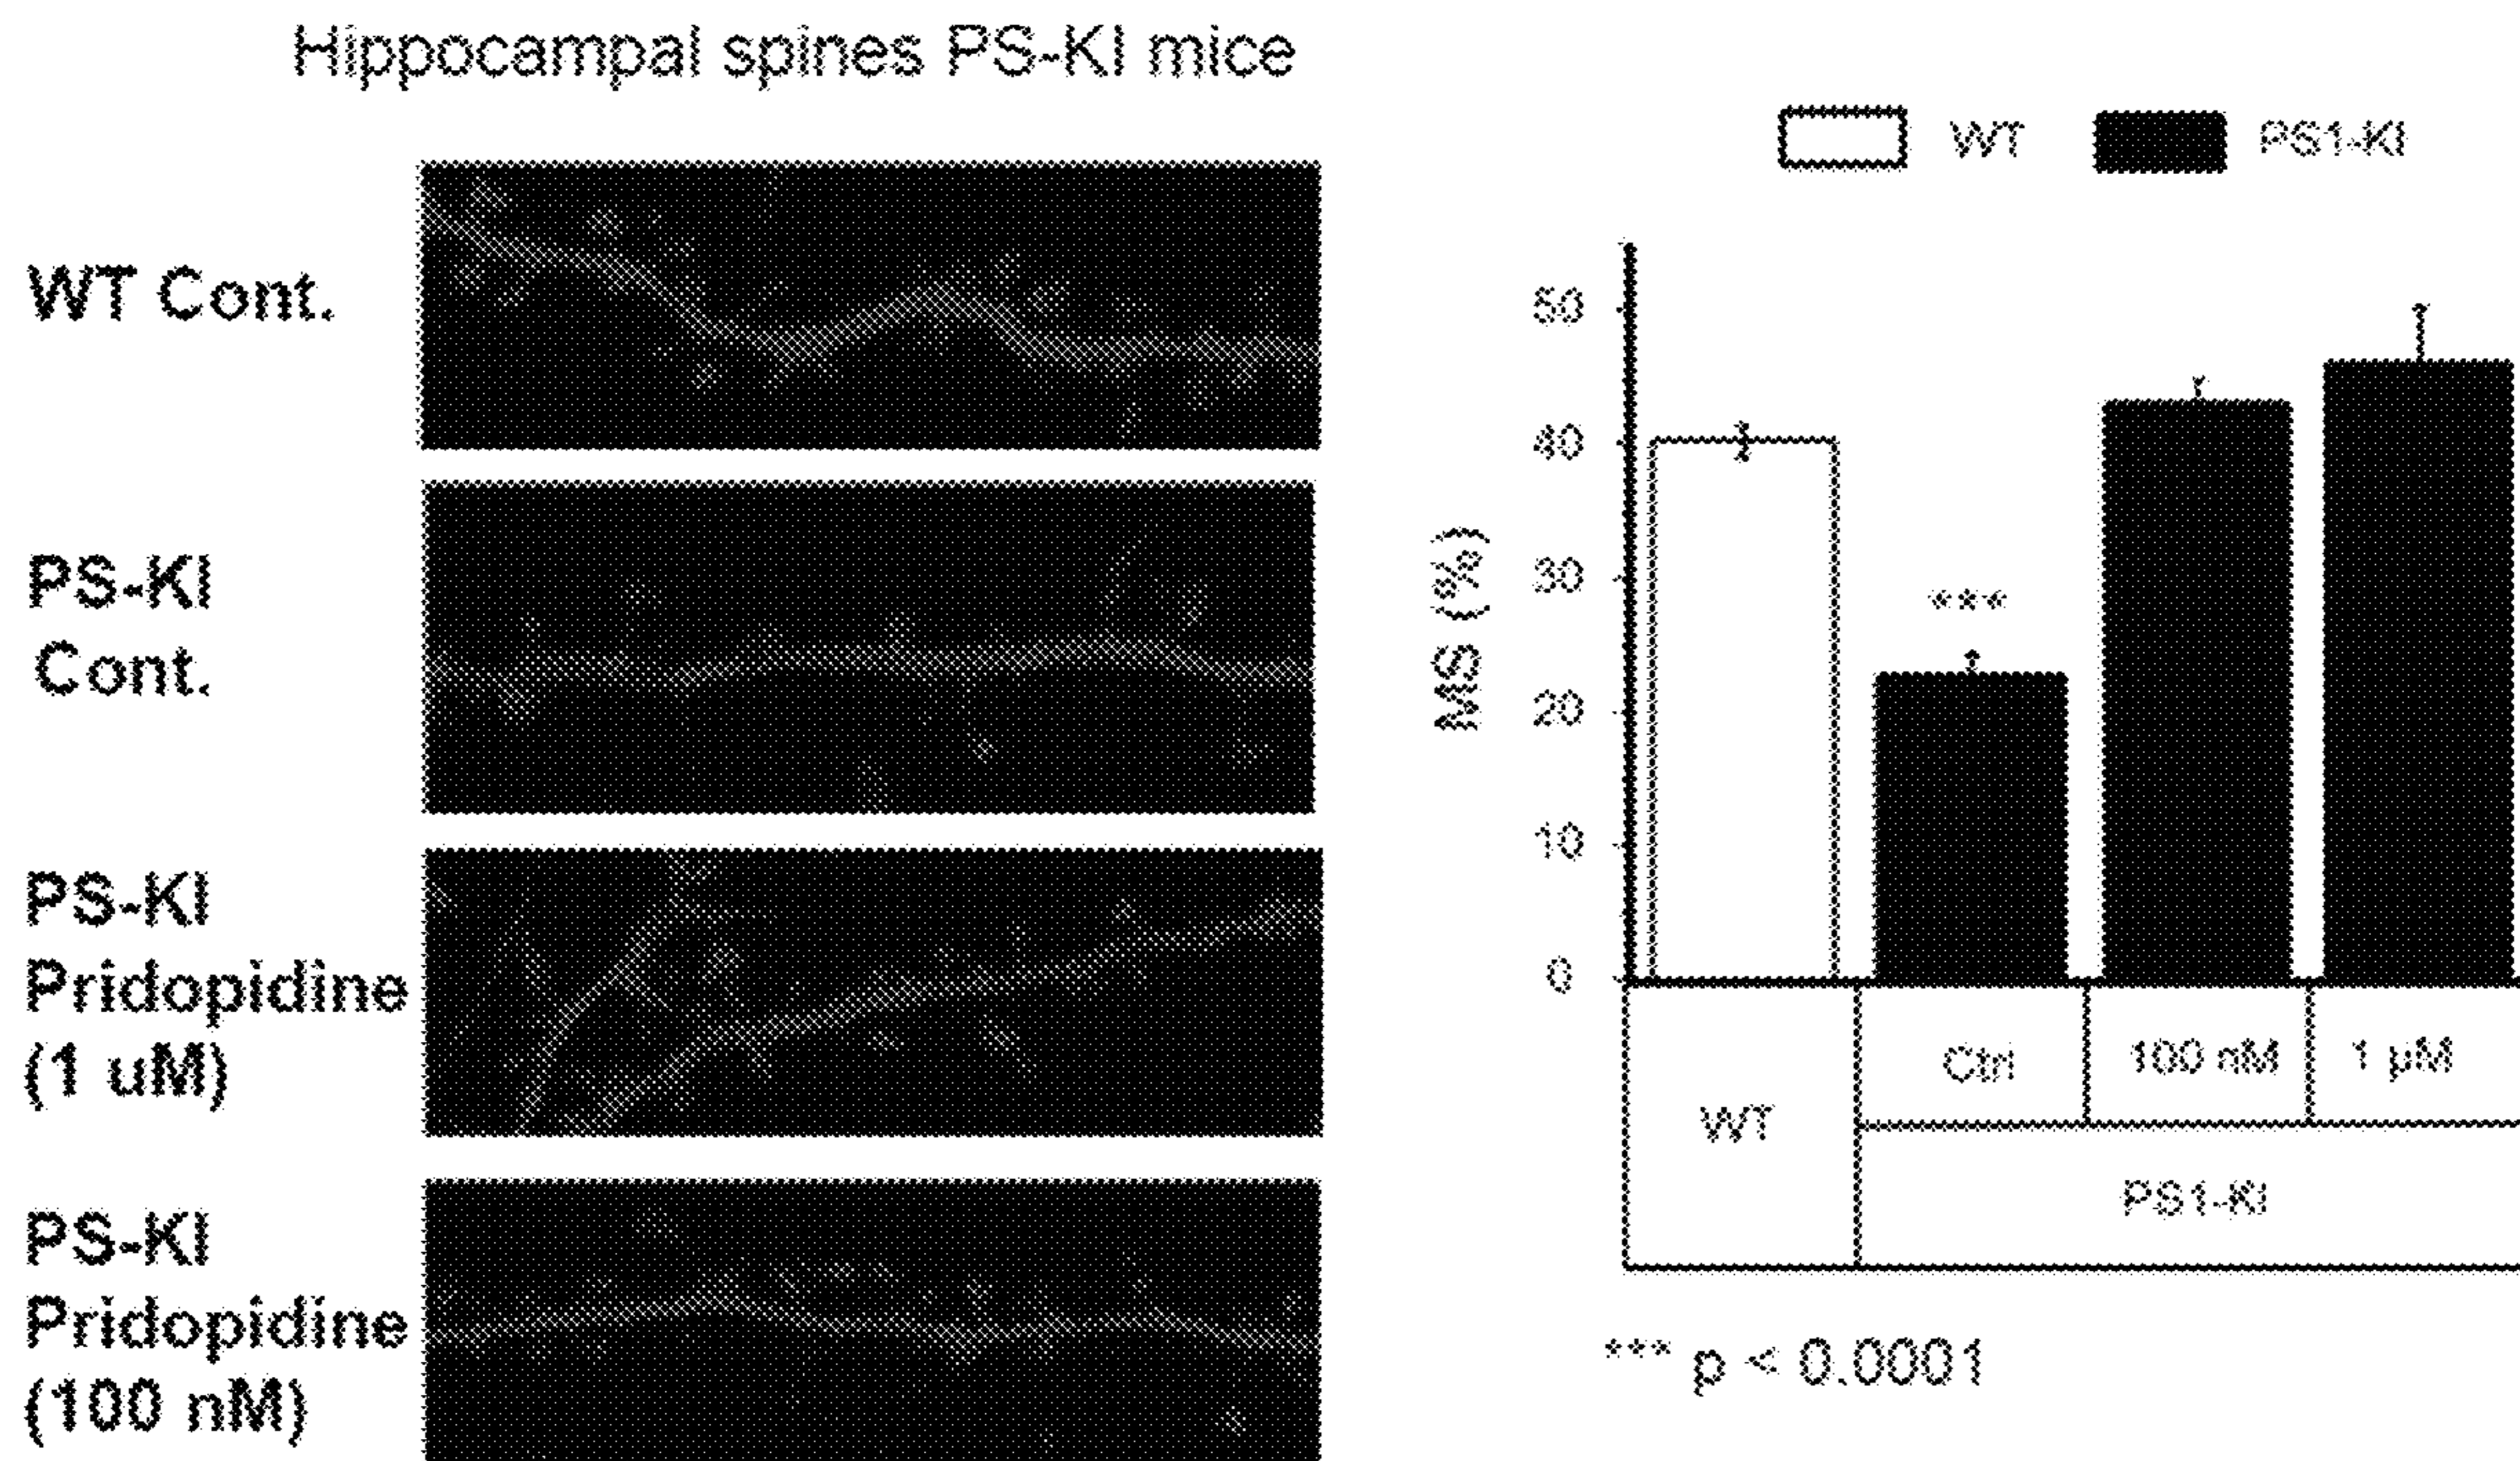 Hippocampal spines PS-KI mice
WT Cont.
PS-KI
Cont.
PS-KI
Pridopidine
(1 uM)
PS-KI
Pridopidine
(100 nM)
WT
PS1-KI
MS (%)
50
40
30
20
10
0
***
WT
Ctrl
100 nM
1 µM
PS1-KI
*** p < 0.0001